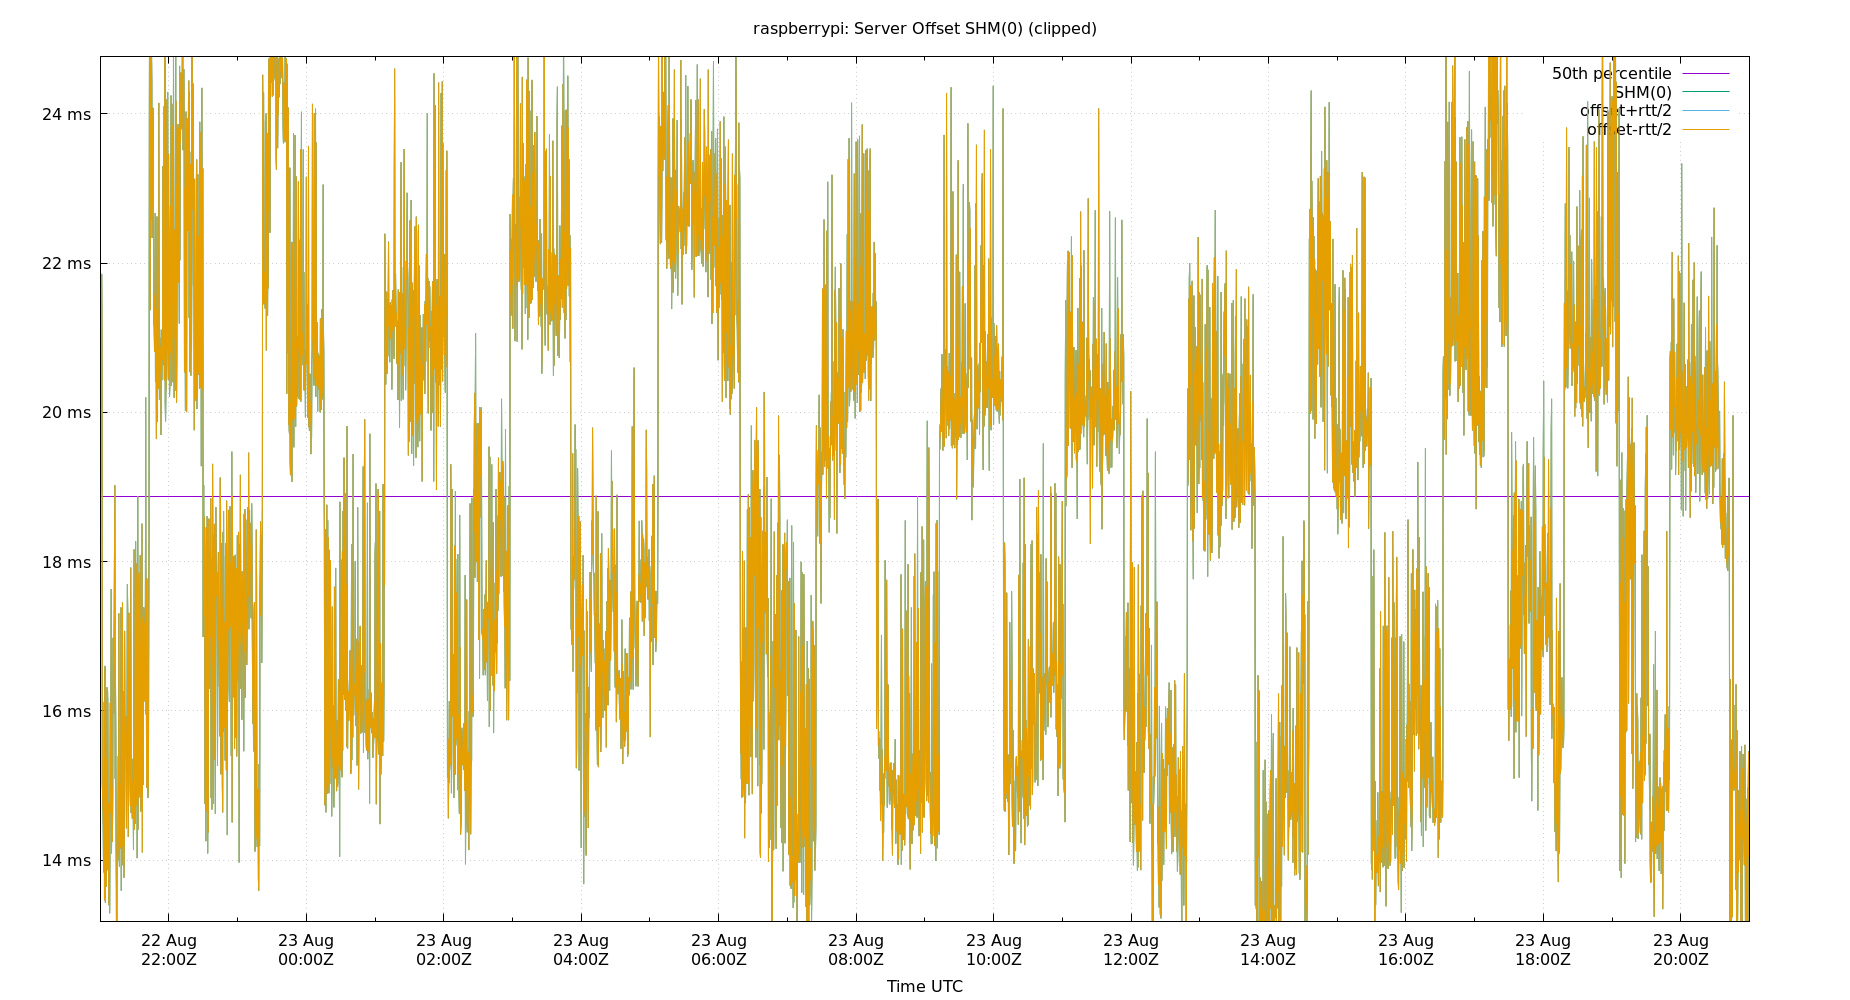 raspberrypi: Server Offset SHM(0) (clipped)
50th percentile
SHM(0)
offset+rtt/2
offset-rtt/2
24 ms
22 ms
20 ms
18 ms
16 ms
14 ms
22 Aug
22:00Z
23 Aug
00:00Z
23 Aug
02:00Z
23 Aug
04:00Z
23 Aug
06:00Z
23 Aug
08:00Z
23 Aug
10:00Z
23 Aug
12:00Z
23 Aug
14:00Z
23 Aug
16:00Z
23 Aug
18:00Z
23 Aug
20:00Z
Time UTC